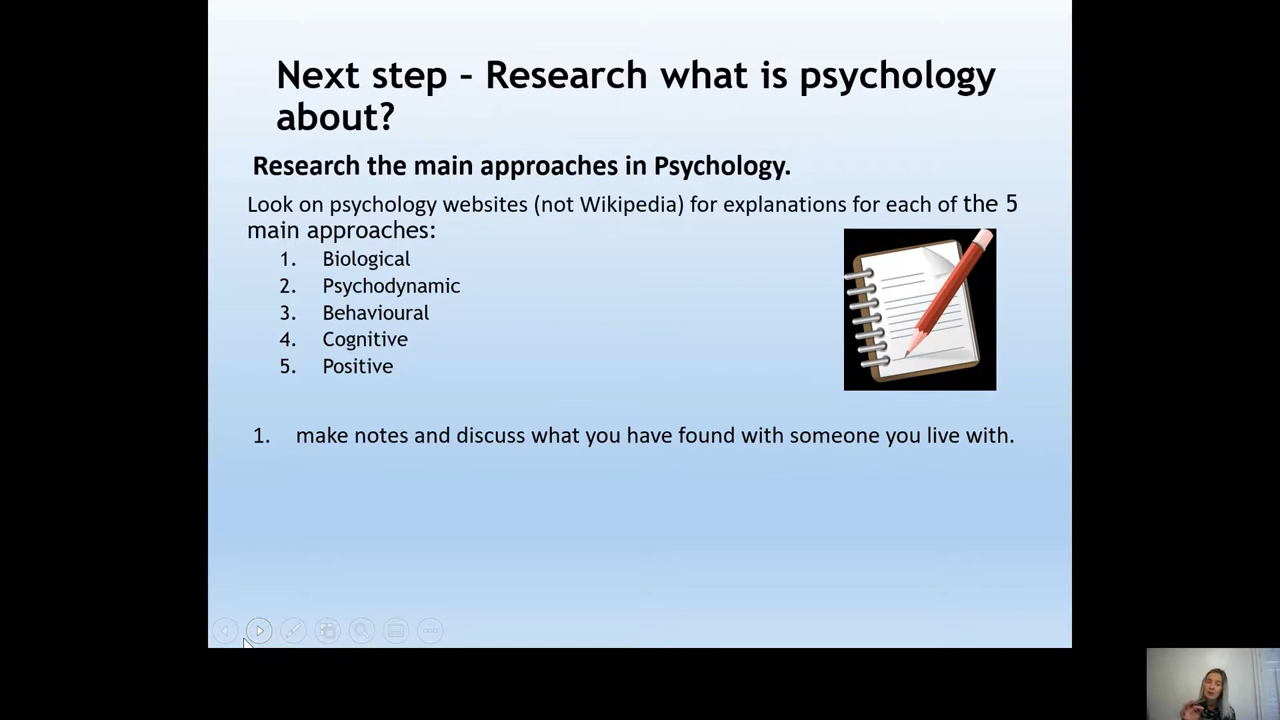 Next step – Research what is psychology
about?
Research the main approaches in Psychology.
Look on psychology websites (not Wikipedia) for explanations for each of the 5
main approaches:
1. Biological
2. Psychodynamic
3. Behavioural
4. Cognitive
5. Positive
1. make notes and discuss what you have found with someone you live with.